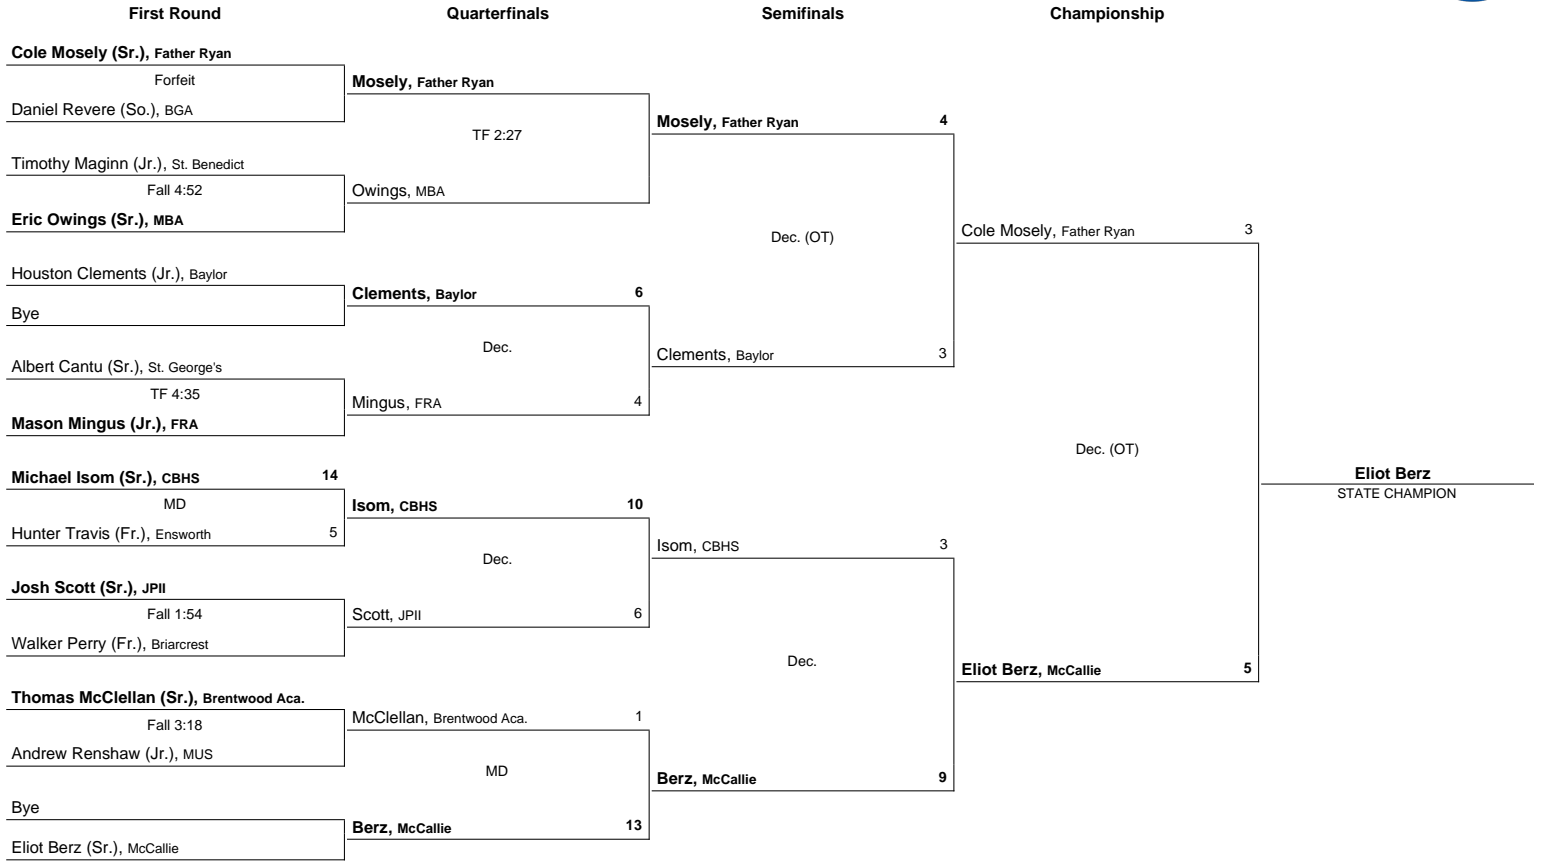 First Round
Quarterfinals
Semifinals
Championship
Cole Mosely (Sr.), Father Ryan
Forfeit
Daniel Revere (So.), BGA
Timothy Maginn (Jr.), St. Benedict
Fall 4:52
Eric Owings (Sr.), MBA
Houston Clements (Jr.), Baylor
Bye
Albert Cantu (Sr.), St. George's
TF 4:35
Mason Mingus (Jr.), FRA
Michael Isom (Sr.), CBHS 14
MD
Hunter Travis (Fr.), Ensworth 5
Josh Scott (Sr.), JPII
Fall 1:54
Walker Perry (Fr.), Briarcrest
Thomas McClellan (Sr.), Brentwood Aca.
Fall 3:18
Andrew Renshaw (Jr.), MUS
Bye
Eliot Berz (Sr.), McCallie
Mosely, Father Ryan
TF 2:27
Owings, MBA
Clements, Baylor 6
Dec.
Mingus, FRA 4
Isom, CBHS 10
Dec.
Scott, JPII 6
McClellan, Brentwood Aca. 1
MD
Berz, McCallie 13
Mosely, Father Ryan 4
Dec. (OT)
Clements, Baylor 3
Isom, CBHS 3
Dec.
Berz, McCallie 9
Cole Mosely, Father Ryan 3
Dec. (OT)
Eliot Berz, McCallie 5
Eliot Berz
STATE CHAMPION